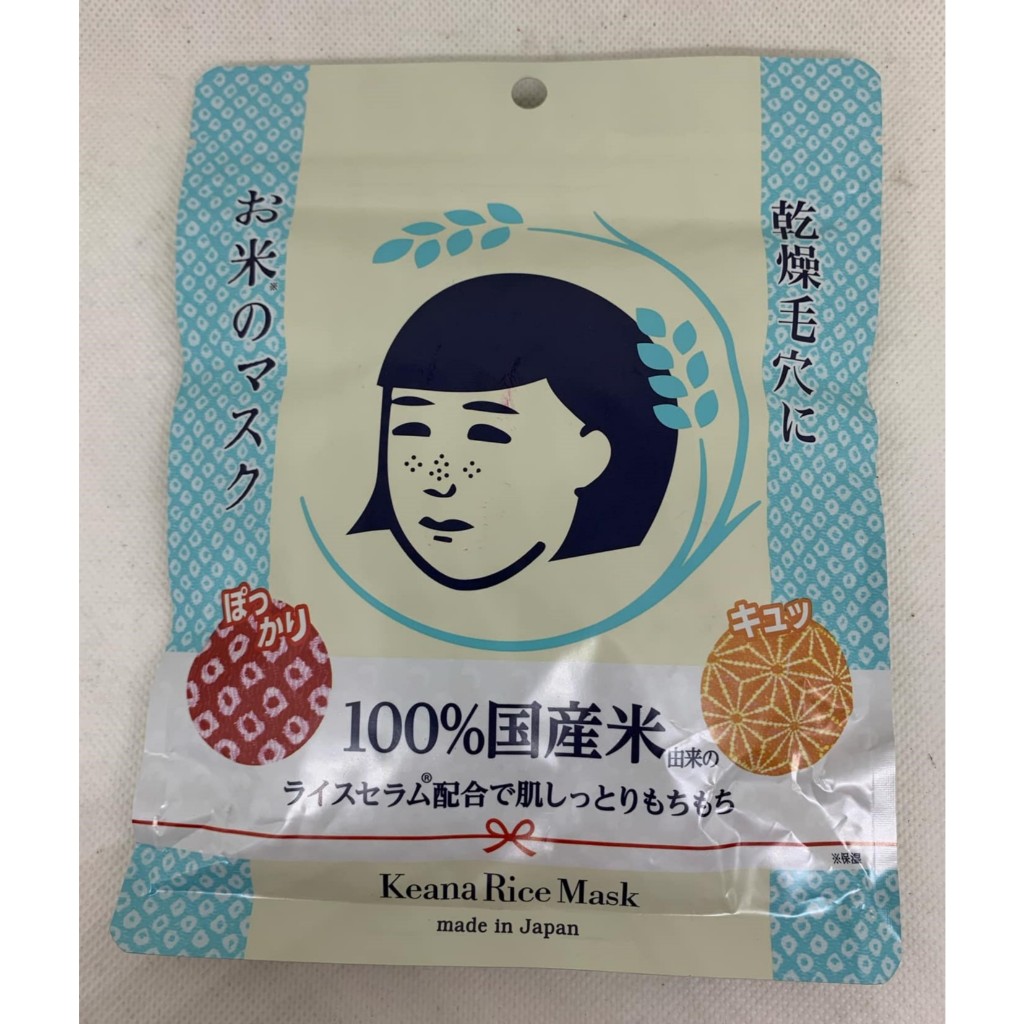 乾燥毛穴に
お米※のマスク
ぽっかり
キュッ
100%国産米由来の
ライスセラム®配合で肌しっとりもちもち
※保湿
Keana Rice Mask
made in Japan